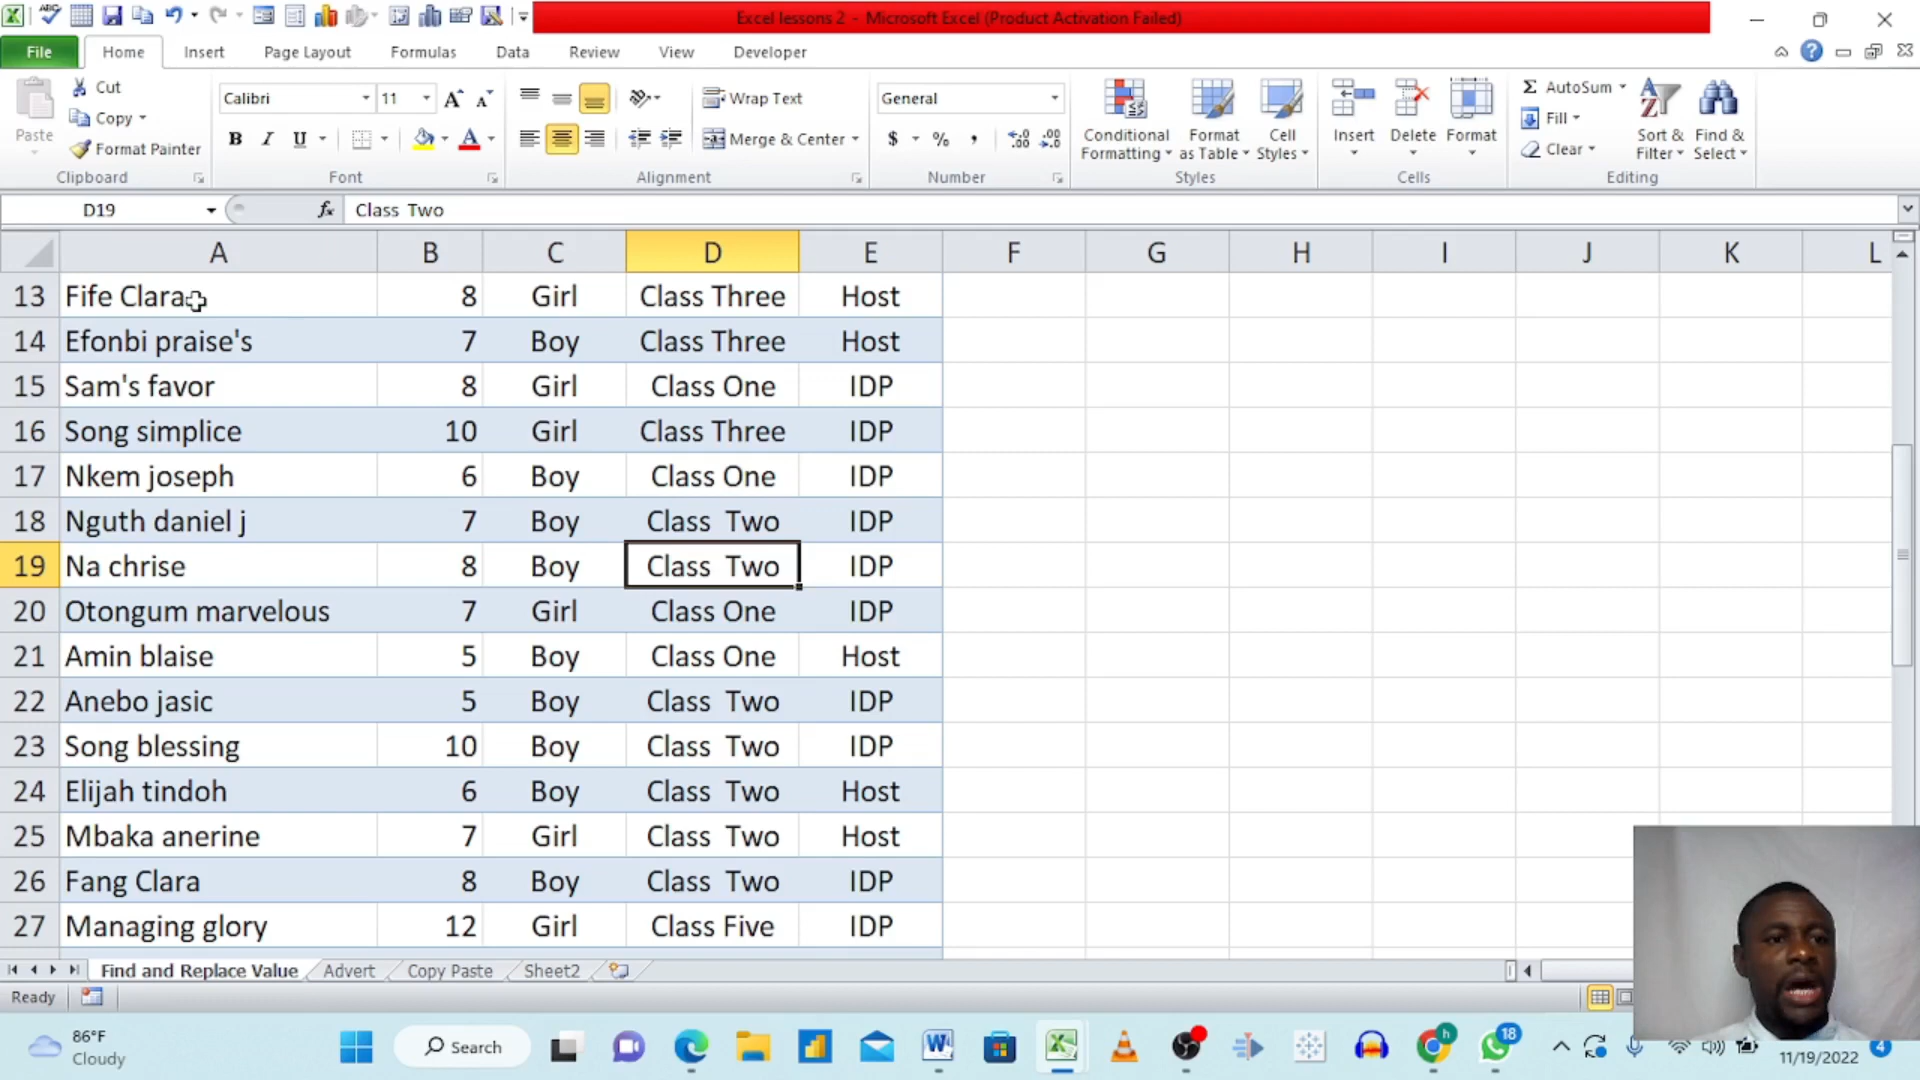 Excel lessons 2 - Microsoft Excel (Product Activation Failed)
File Home Insert Page Layout Formulas Data Review View Developer
Paste
Cut
Copy
Format Painter
Clipboard
Calibri 11
B I U A
Font
Wrap Text
Merge & Center
Alignment
General
$ % ,
Number
Conditional Formatting
Format as Table
Cell Styles
Styles
Insert Delete Format
Cells
Σ AutoSum
Fill
Clear
Sort & Filter
Find & Select
Editing
D19 fx Class  Two
A B C D E F G H I J K L
13 Fife Clara 8 Girl Class Three Host
14 Efonbi praise's 7 Boy Class Three Host
15 Sam's favor 8 Girl Class One IDP
16 Song simplice 10 Girl Class Three IDP
17 Nkem joseph 6 Boy Class One IDP
18 Nguth daniel j 7 Boy Class  Two IDP
19 Na chrise 8 Boy Class  Two IDP
20 Otongum marvelous 7 Girl Class One IDP
21 Amin blaise 5 Boy Class One Host
22 Anebo jasic 5 Boy Class  Two IDP
23 Song blessing 10 Boy Class  Two IDP
24 Elijah tindoh 6 Boy Class  Two Host
25 Mbaka anerine 7 Girl Class  Two Host
26 Fang Clara 8 Boy Class  Two IDP
27 Managing glory 12 Girl Class Five IDP
Find and Replace Value Advert Copy Paste Sheet2
Ready
86°F
Cloudy
Search
h
18
11/19/2022
4